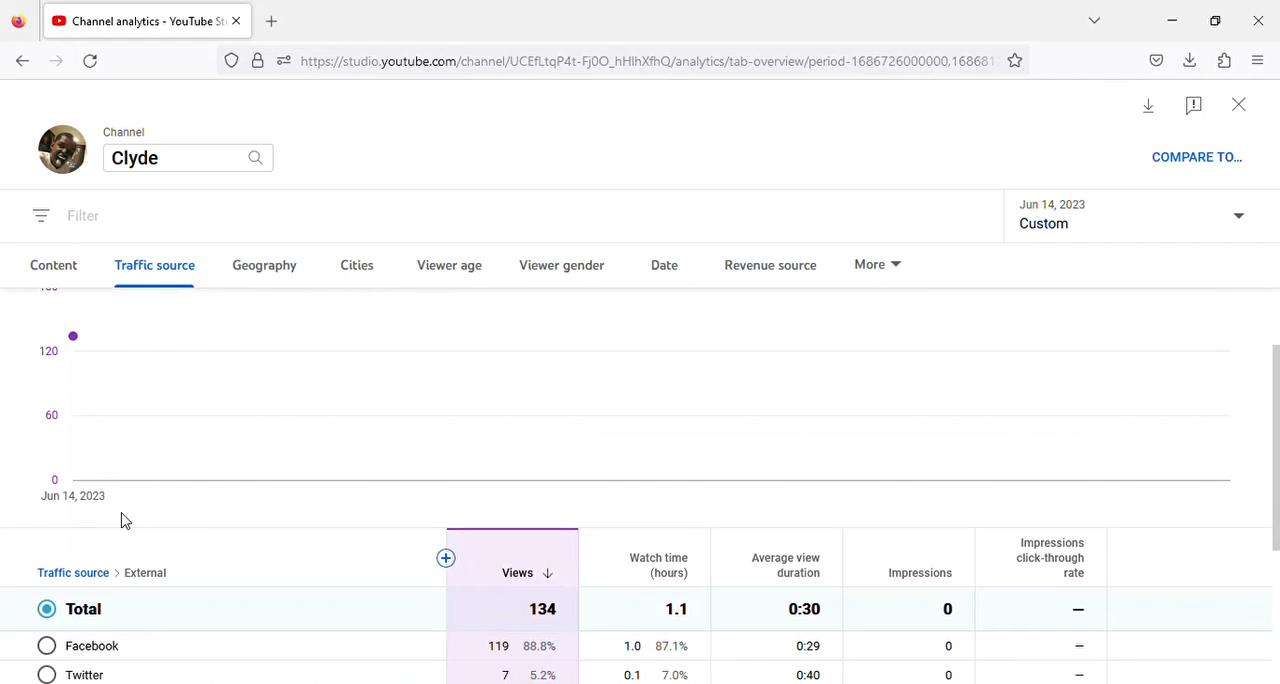 Channel analytics - YouTube St
https://studio.youtube.com/channel/UCEfLtqP4t-Fj0O_hHlhXfhQ/analytics/tab-overview/period-1686726000000,168681
Channel
Clyde
COMPARE TO...
Filter
Jun 14, 2023
Custom
Content Traffic source Geography Cities Viewer age Viewer gender Date Revenue source More
120
60
0
Jun 14, 2023
Traffic source > External Views Watch time (hours) Average view duration Impressions Impressions click-through rate
Total 134 1.1 0:30 0 –
Facebook 119 88.8% 1.0 87.1% 0:29 0 –
Twitter 7 5.2% 0.1 7.0% 0:40 0 –